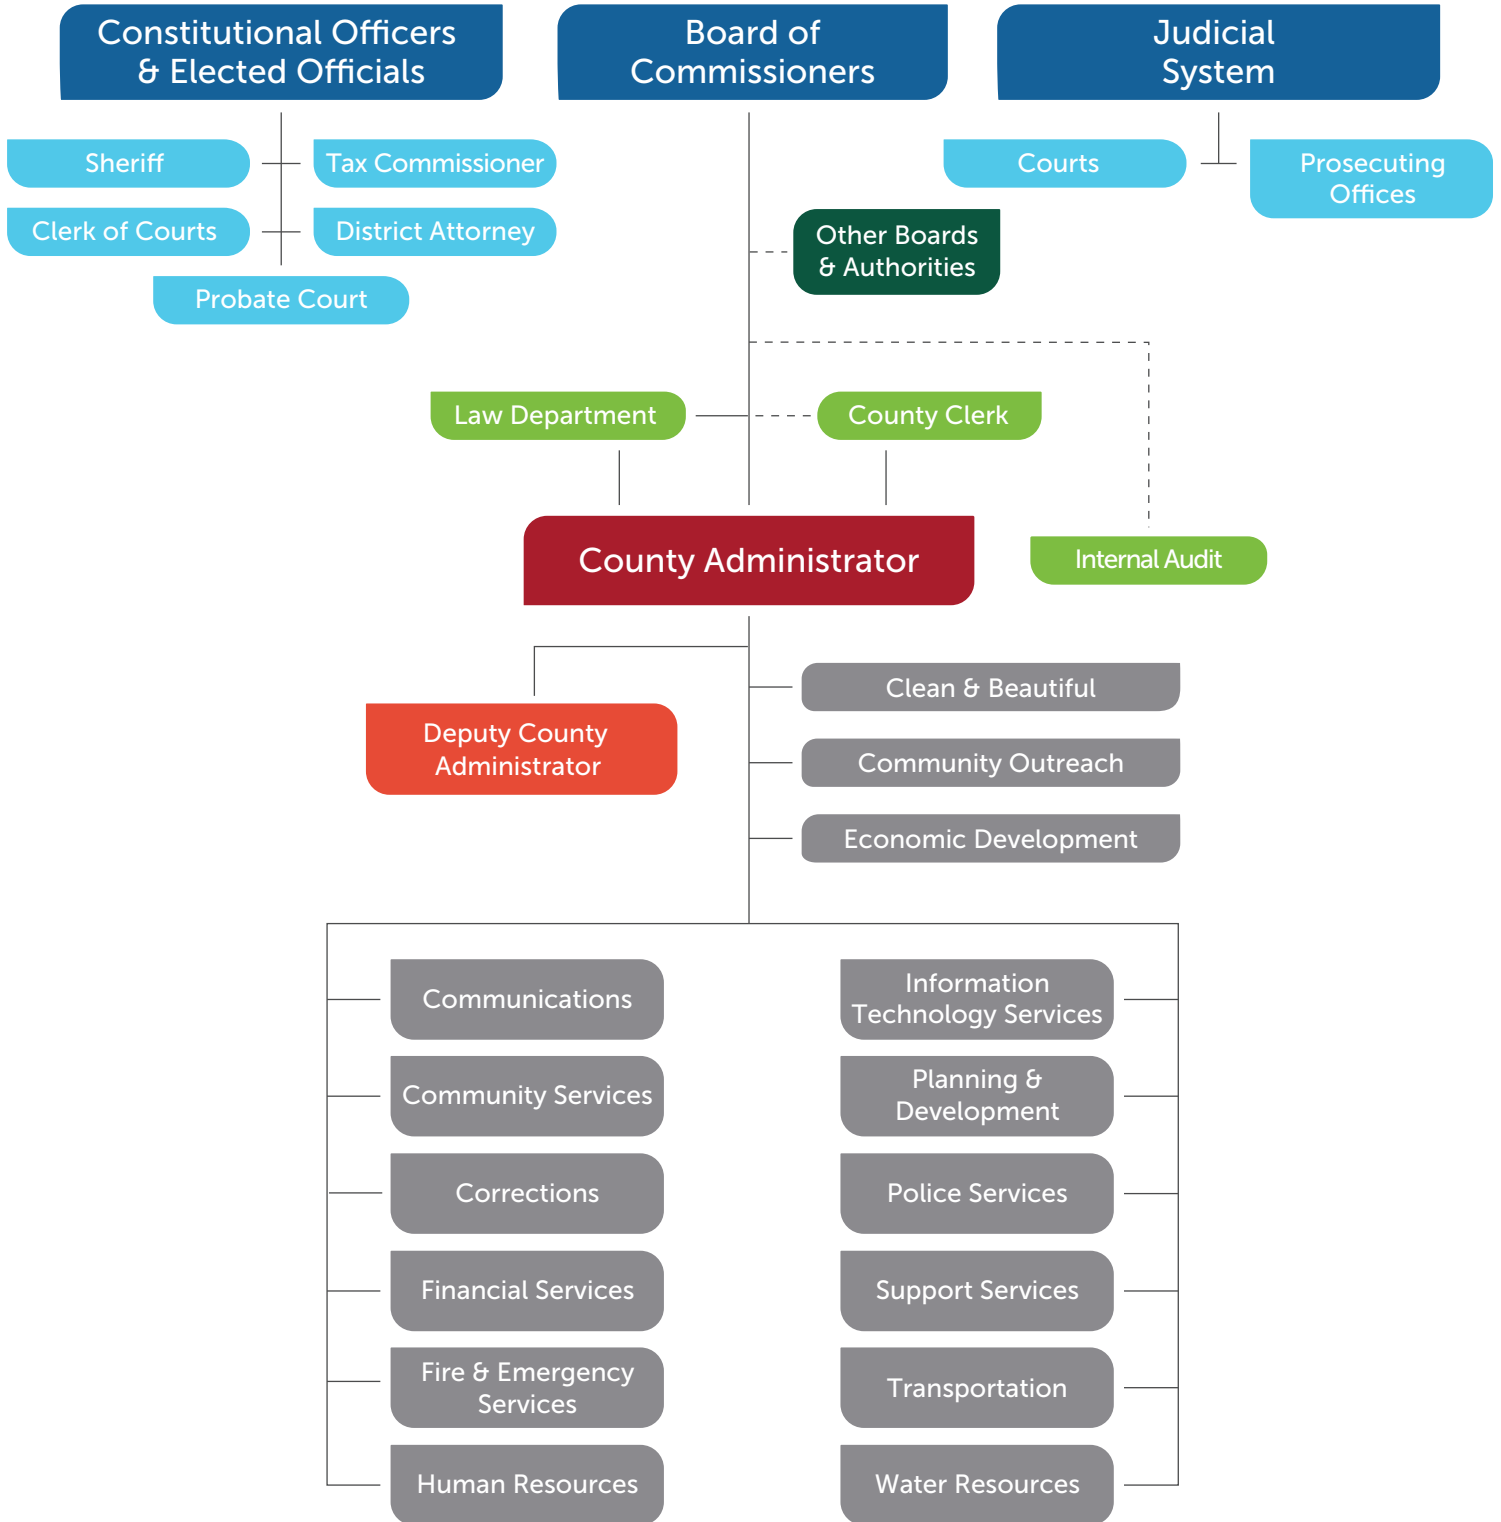 Constitutional Officers
& Elected Officials
Board of
Commissioners
Judicial
System
Sheriff
Tax Commissioner
Clerk of Courts
District Attorney
Probate Court
Courts
Prosecuting
Offices
Other Boards
& Authorities
Law Department
County Clerk
County Administrator
Internal Audit
Deputy County
Administrator
Clean & Beautiful
Community Outreach
Economic Development
Communications
Community Services
Corrections
Financial Services
Fire & Emergency
Services
Human Resources
Information
Technology Services
Planning &
Development
Police Services
Support Services
Transportation
Water Resources